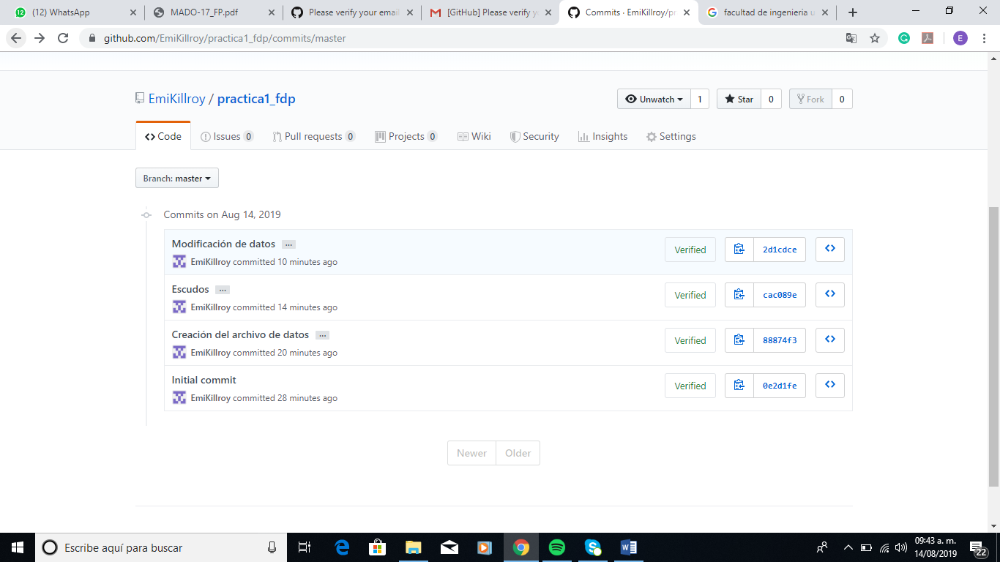 (12) WhatsApp
MADO-17_FP.pdf
Please verify your email
[GitHub] Please verify y
Commits · EmiKillroy/pr
facultad de ingenieria u
github.com/EmiKillroy/practica1_fdp/commits/master
E
EmiKillroy / practica1_fdp
Unwatch 1
Star 0
Fork 0
Code
Issues 0
Pull requests 0
Projects 0
Wiki
Security
Insights
Settings
Branch: master
Commits on Aug 14, 2019
Modificación de datos ...
EmiKillroy committed 10 minutes ago
Verified
2d1cdce
Escudos ...
EmiKillroy committed 14 minutes ago
Verified
cac089e
Creación del archivo de datos ...
EmiKillroy committed 20 minutes ago
Verified
88874f3
Initial commit
EmiKillroy committed 28 minutes ago
Verified
0e2d1fe
Newer Older
Escribe aquí para buscar
09:43 a. m.
14/08/2019
22